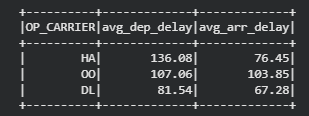 +----------+-------------+-------------+
|OP_CARRIER|avg_dep_delay|avg_arr_delay|
+----------+-------------+-------------+
|        HA|       136.08|        76.45|
|        OO|       107.06|       103.85|
|        DL|        81.54|        67.28|
+----------+-------------+-------------+